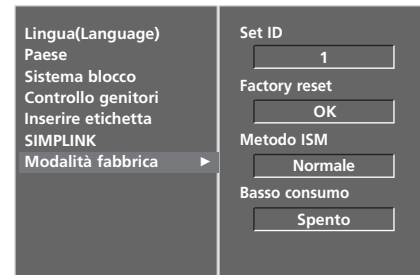 Lingua(Language)
Paese
Sistema blocco
Controllo genitori
Inserire etichetta
SIMPLINK
Modalità fabbrica ►
Set ID
1
Factory reset
OK
Metodo ISM
Normale
Basso consumo
Spento